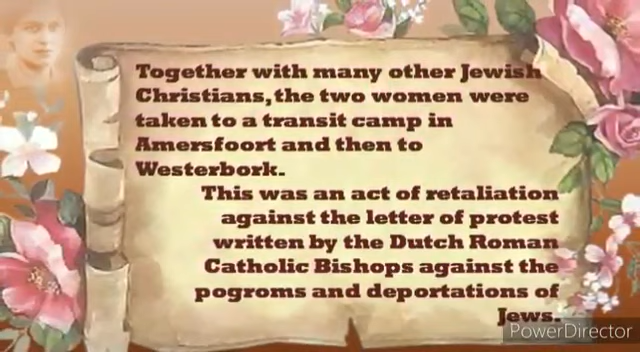 Together with many other Jewish
Christians, the two women were
taken to a transit camp in
Amersfoort and then to
Westerbork.
This was an act of retaliation
against the letter of protest
written by the Dutch Roman
Catholic Bishops against the
pogroms and deportations of
Jews.
PowerDirector